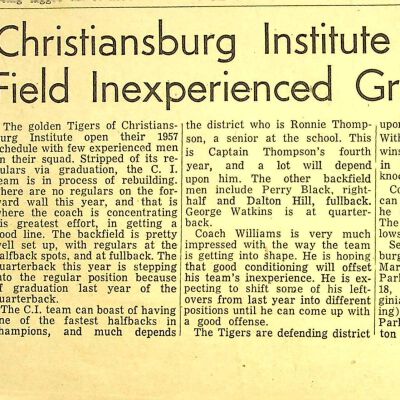 Christiansburg Institute
Field Inexperienced Gr
The golden Tigers of Christians-
burg Institute open their 1957
schedule with few experienced men
on their squad. Stripped of its re-
gulars via graduation, the C. I.
team is in process of rebuilding.
There are no regulars on the for-
ward wall this year, and that is
where the coach is concentrating
his greatest effort, in getting a
good line. The backfield is pretty
well set up, with regulars at the
halfback spots, and at fullback. The
quarterback this year is stepping
into the regular position because
of graduation last year of the
quarterback.
The C.I. team can boast of having
one of the fastest halfbacks in
champions, and much depends
the district who is Ronnie Thomp-
son, a senior at the school. This
is Captain Thompson's fourth
year, and a lot will depend
upon him. The other backfield
men include Perry Black, right-
half and Dalton Hill, fullback.
George Watkins is at quarter-
back.
Coach Williams is very much
impressed with the way the team
is getting into shape. He is hoping
that good conditioning will offset
his team's inexperience. He is ex-
pecting to shift some of his left-
overs from last year into different
positions until he can come up with
a good offense.
The Tigers are defending district
upon
With
wins
in
knoc
Co
can
he
The
lows
Se
burg
Mar
Parl
18,
ginia
ing)
Parl
ton